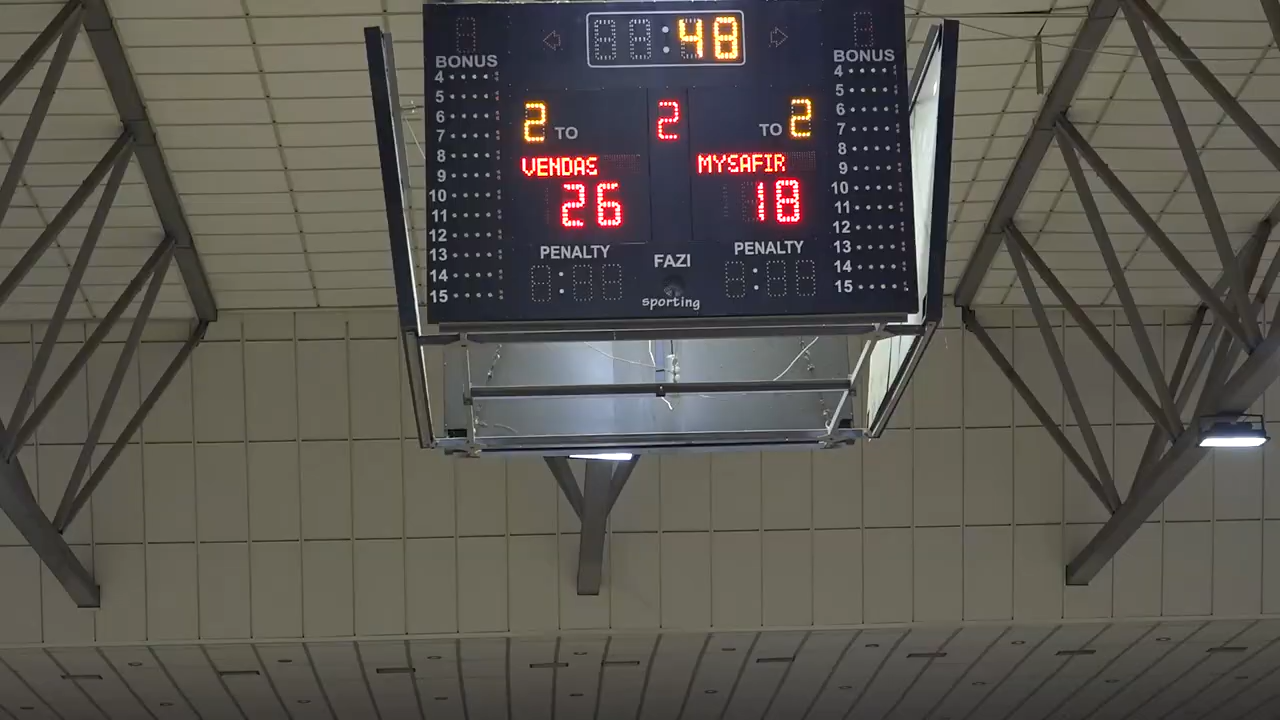 :48
BONUS
4
5
6
7
8
9
10
11
12
13
14
15
2 TO
2
TO 2
VENDAS
MYSAFIR
26
18
PENALTY
PENALTY
FAZI
sporting
BONUS
4
5
6
7
8
9
10
11
12
13
14
15